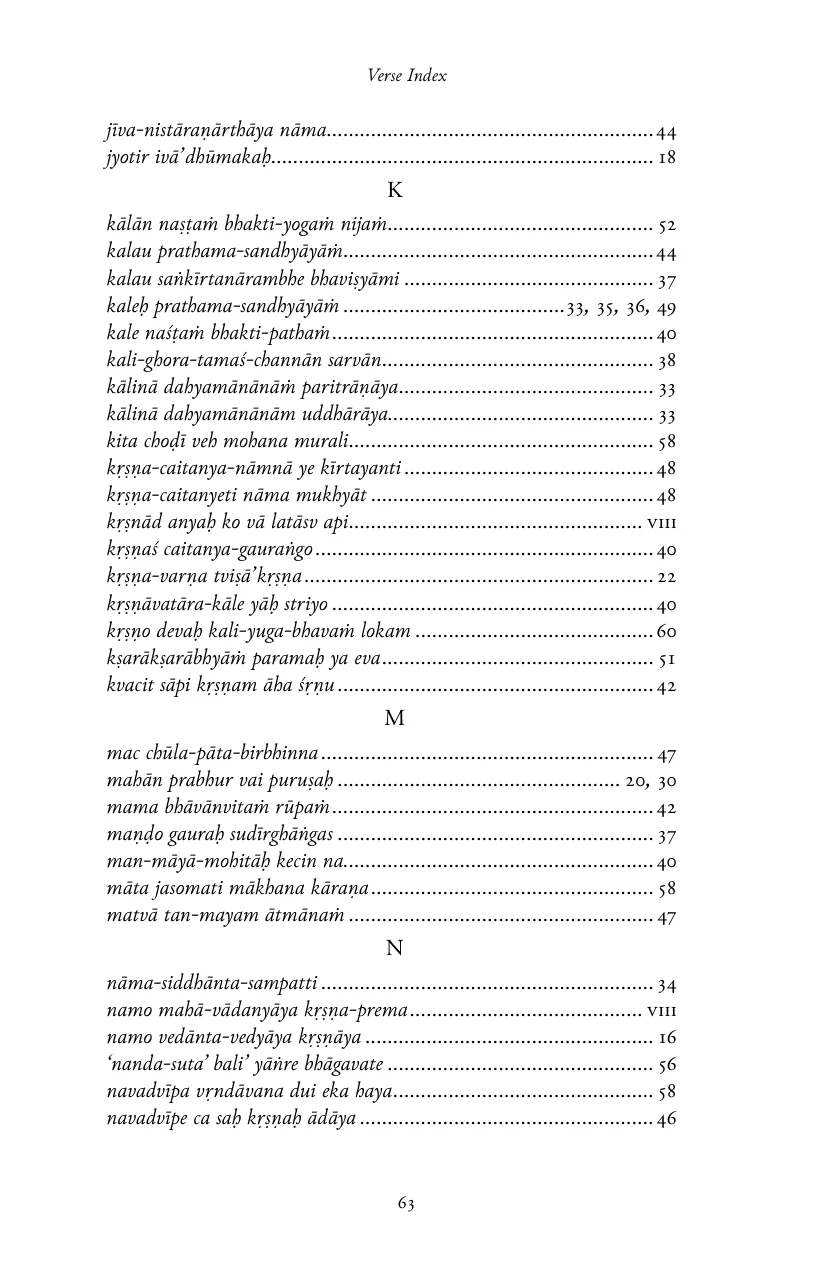 Verse Index
jīva-nistāraṇārthāya nāma............................................................44
jyotir ivā’dhūmakaḥ...................................................................... 18
K
kālān naṣṭaṁ bhakti-yogaṁ nijaṁ................................................. 52
kalau prathama-sandhyāyāṁ.........................................................44
kalau saṅkīrtanārambhe bhaviṣyāmi .............................................. 37
kaleḥ prathama-sandhyāyāṁ .........................................33, 35, 36, 49
kale naśṭaṁ bhakti-pathaṁ...........................................................40
kali-ghora-tamaś-channān sarvān.................................................. 38
kālinā dahyamānānāṁ paritrāṇāya............................................... 33
kālinā dahyamānānām uddhārāya................................................. 33
kita choḍī veh mohana murali........................................................ 58
kṛṣṇa-caitanya-nāmnā ye kīrtayanti ..............................................48
kṛṣṇa-caitanyeti nāma mukhyāt ....................................................48
kṛṣnād anyaḥ ko vā latāsv api...................................................... VIII
kṛṣṇaś caitanya-gauraṅgo..............................................................40
kṛṣṇa-varṇa tviṣā’kṛṣṇa................................................................ 22
kṛṣṇāvatāra-kāle yāḥ striyo ...........................................................40
kṛṣṇo devaḥ kali-yuga-bhavaṁ lokam ............................................60
kṣarākṣarābhyāṁ paramaḥ ya eva.................................................. 51
kvacit sāpi kṛṣṇam āha śṛṇu ..........................................................42
M
mac chūla-pāta-birbhinna ............................................................. 47
mahān prabhur vai puruṣaḥ .................................................... 20, 30
mama bhāvānvitaṁ rūpaṁ...........................................................42
maṇḍo gauraḥ sudīrghāṅgas .......................................................... 37
man-māyā-mohitāḥ kecin na.........................................................40
māta jasomati mākhana kāraṇa.................................................... 58
matvā tan-mayam ātmānaṁ ........................................................ 47
N
nāma-siddhānta-sampatti ............................................................. 34
namo mahā-vādanyāya kṛṣṇa-prema........................................... VIII
namo vedānta-vedyāya kṛṣṇāya ..................................................... 16
‘nanda-suta’ bali’ yāṅre bhāgavate ................................................. 56
navadvīpa vṛndāvana dui eka haya................................................ 58
navadvīpe ca saḥ kṛṣṇaḥ ādāya ......................................................46
63